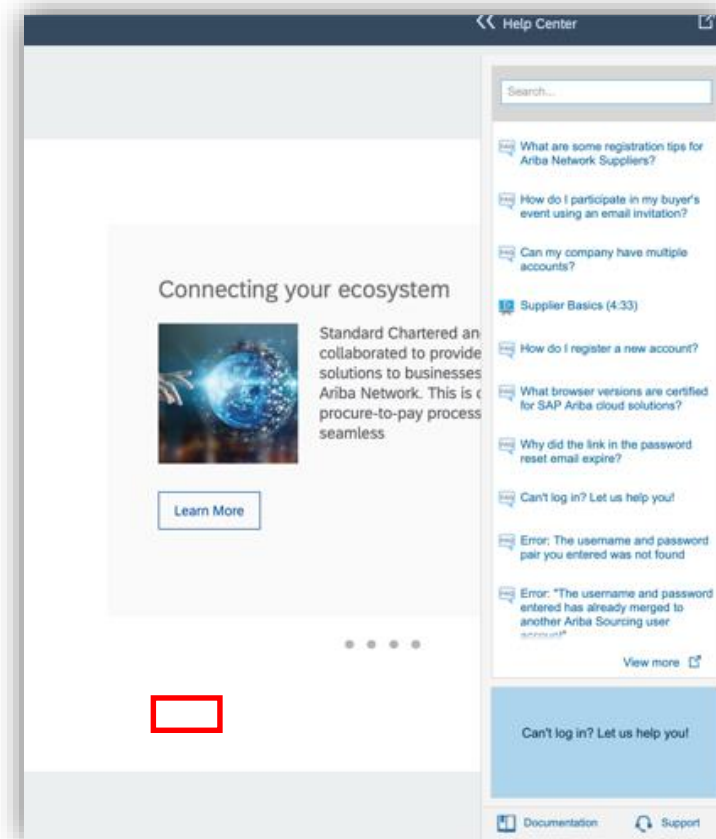 Help Center
Search...
What are some registration tips for
Ariba Network Suppliers?
How do I participate in my buyer's
event using an email invitation?
Can my company have multiple
accounts?
Supplier Basics (4:33)
How do I register a new account?
What browser versions are certified
for SAP Ariba cloud solutions?
Why did the link in the password
reset email expire?
Can't log in? Let us help you!
Error: The username and password
pair you entered was not found
Error: "The username and password
entered has already merged to
another Ariba Sourcing user
account"
View more
Can't log in? Let us help you!
Documentation
Support
Connecting your ecosystem
Standard Chartered an
collaborated to provide
solutions to businesses
Ariba Network. This is
procure-to-pay process
seamless
Learn More